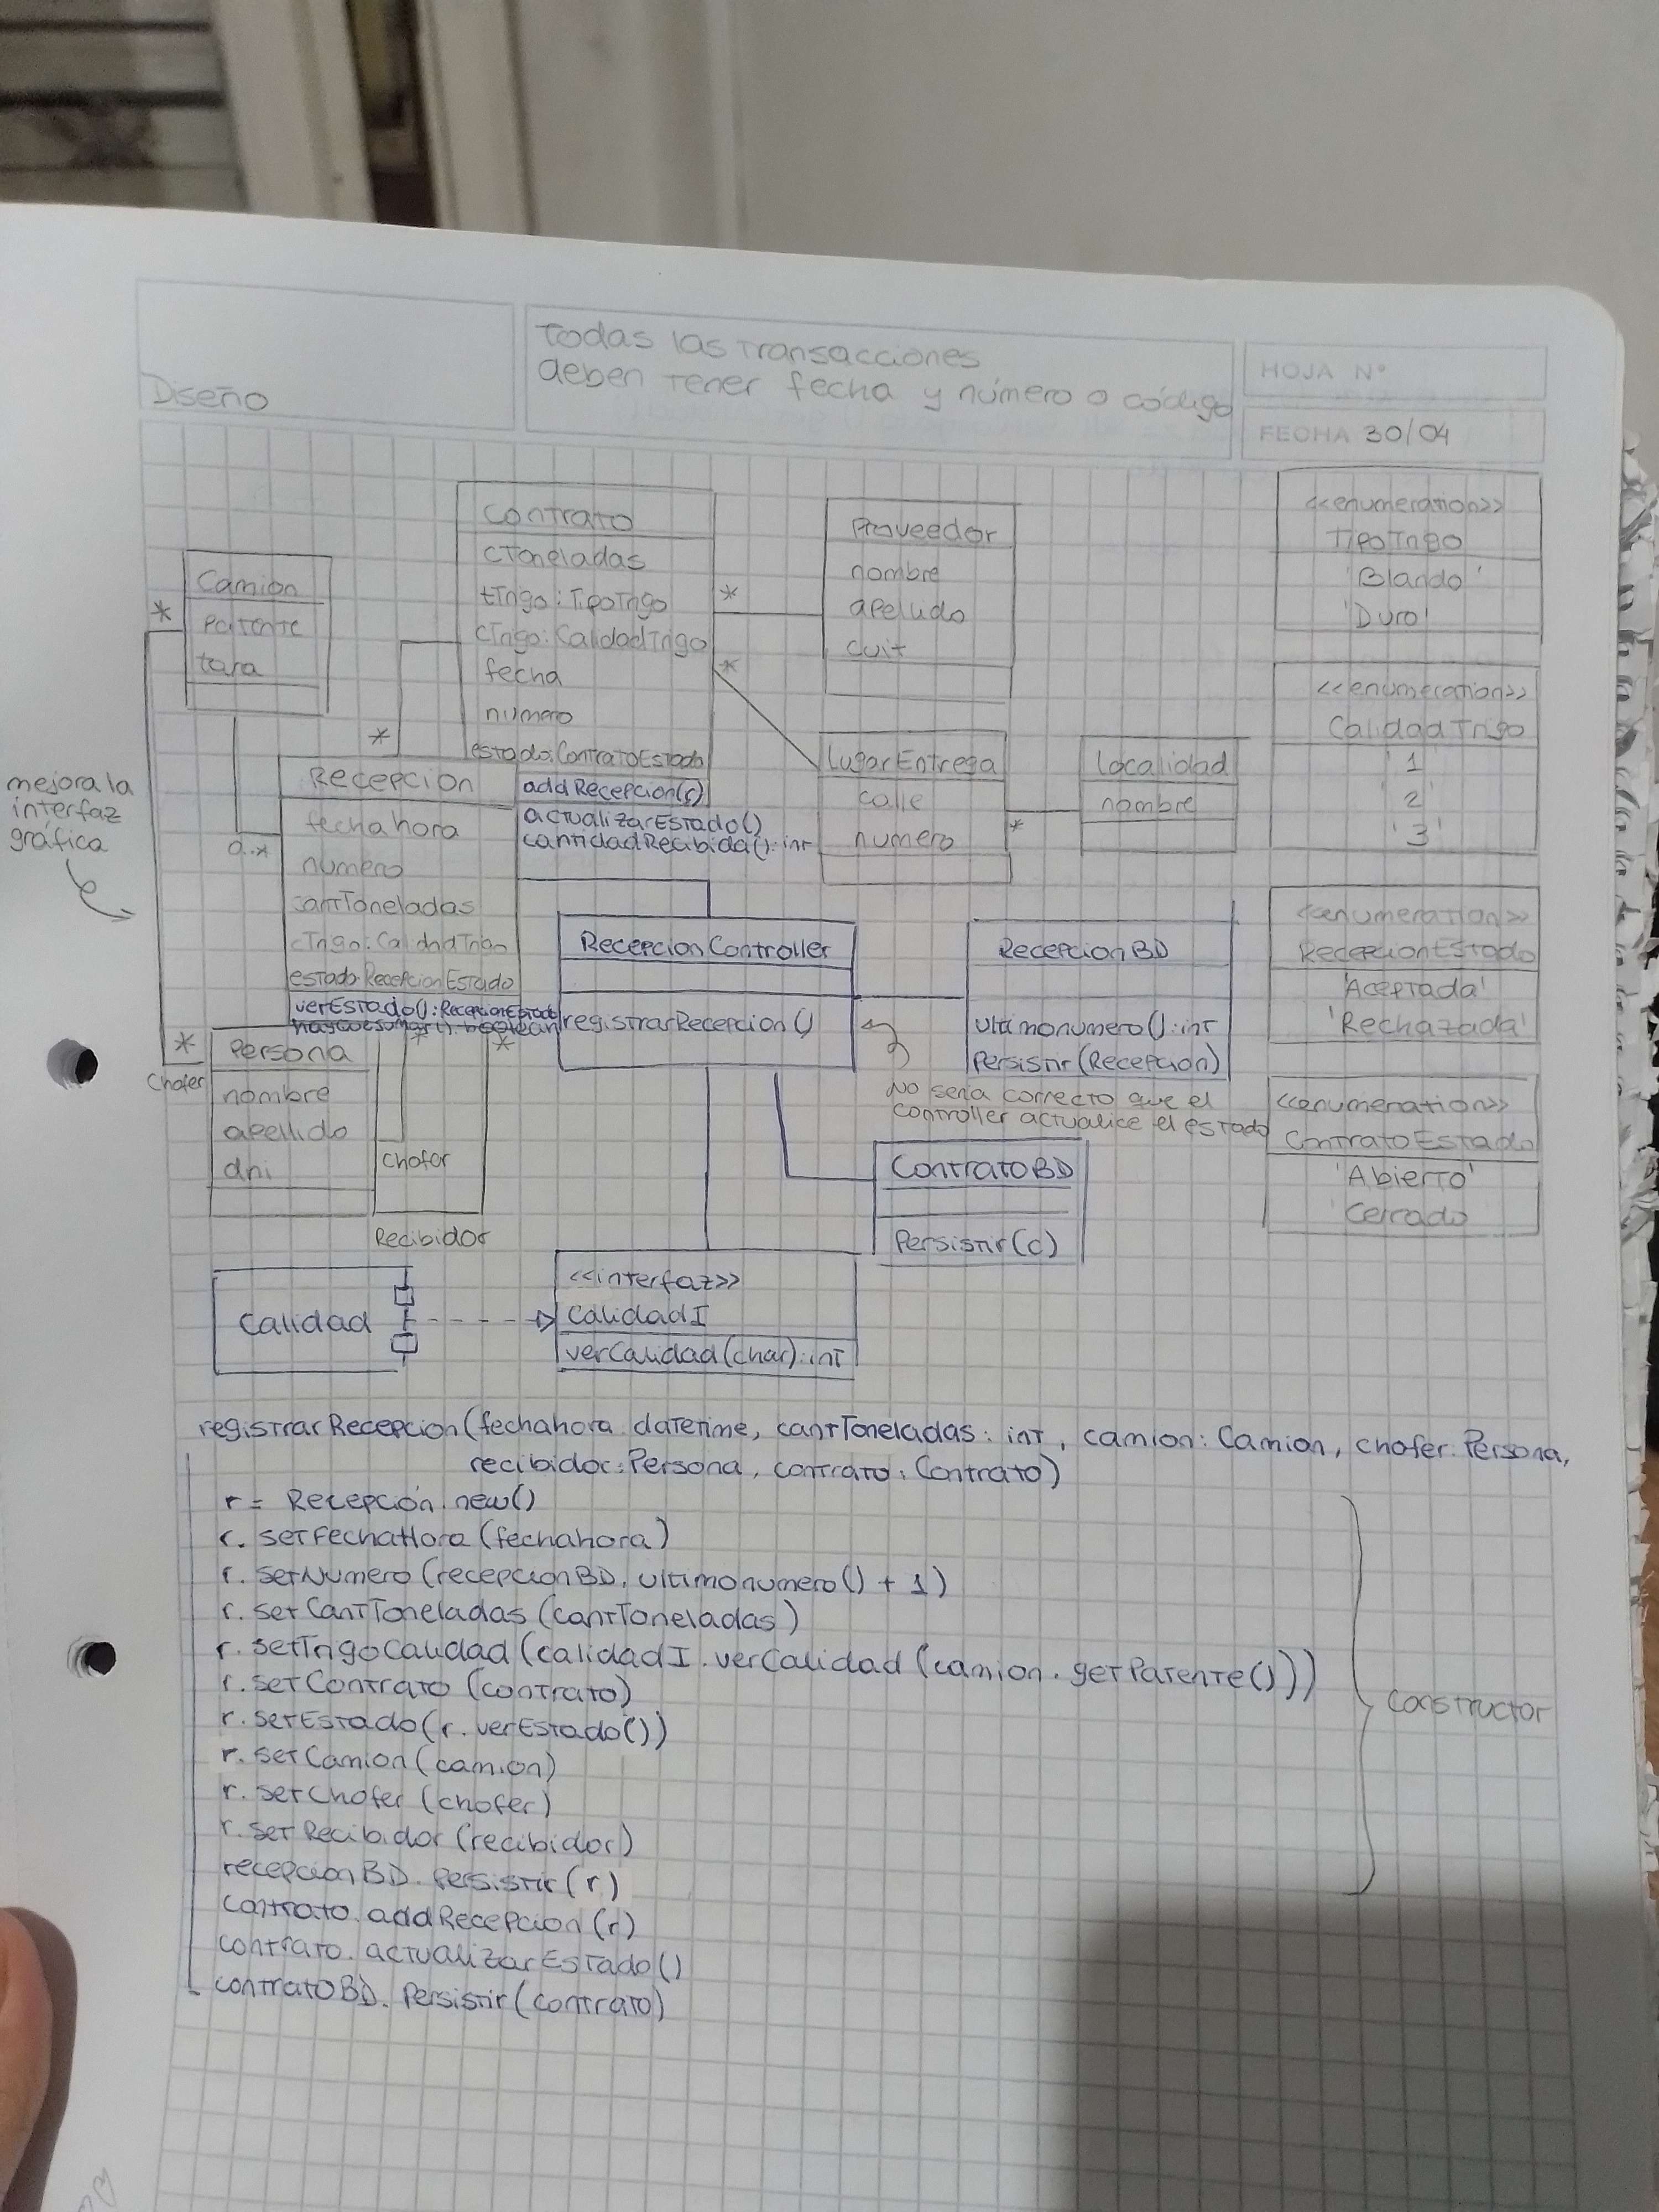 Diseño
Todas las transacciones
deben tener fecha y número o código
HOJA N°
FECHA 30/04
Camion
patente
tara
*
Contrato
cToneladas
tTrigo: TipoTrigo
cTrigo: CalidadTrigo
fecha
numero
estado: ContratoEstado
addRecepcion(r)
actualizarEstado()
cantidadRecibida(): int
*
*
*
Proveedor
nombre
apellido
cuit
<<enumeration>>
TipoTrigo
'Blando'
'Duro'
<<enumeration>>
CalidadTrigo
'1'
'2'
'3'
LugarEntrega
calle
numero
*
Localidad
nombre
mejora la
interfaz
gráfica
0..*
Recepcion
fechahora
numero
cantToneladas
cTrigo: CalidadTrigo
estado: RecepcionEstado
verEstado(): RecepcionEstado
RecepcionController
registrarRecepcion()
RecepcionBD
ultimonumero(): int
persistir(Recepcion)
<<enumeration>>
RecepcionEstado
'Aceptada'
'Rechazada'
No seria correcto que el
controller actualice el estado
<<enumeration>>
ContratoEstado
'Abierto'
'Cerrado
*
Chofer
Persona
nombre
apellido
dni
*
*
Chofer
Recibidor
ContratoBD
persistir(c)
Calidad
<<interfaz>>
CalidadI
verCalidad(char): int
registrarRecepcion(fechahora: datetime, cantToneladas: int, camion: Camion, chofer: Persona,
recibidor: Persona, contrato: Contrato)
r = Recepción.new()
r. setFechaHora (fechahora)
r. setNumero (recepcionBD. ultimonumero() + 1)
r. setCantToneladas (cantToneladas)
r. setTrigoCalidad (calidadI. verCalidad (camion. getPatente()))
r. setContrato (contrato)
r. setEstado (r. verEstado())
r. setCamion (camion)
r. setChofer (chofer)
r. setRecibidor (recibidor)
recepcionBD. persistir (r)
contrato. addRecepcion (r)
contrato. actualizarEstado()
contratoBD. persistir (contrato)
constructor